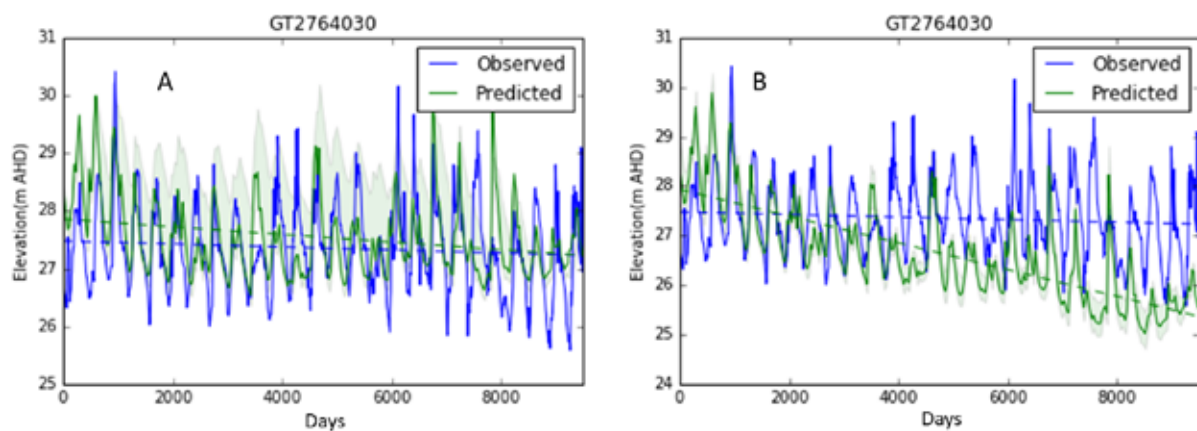 GT2764030
31
30
29
28
27
26
25
Elevation(m AHD)
A
Observed
Predicted
0
2000
4000
6000
8000
Days
GT2764030
31
30
29
28
27
26
25
24
Elevation(m AHD)
B
Observed
Predicted
0
2000
4000
6000
8000
Days